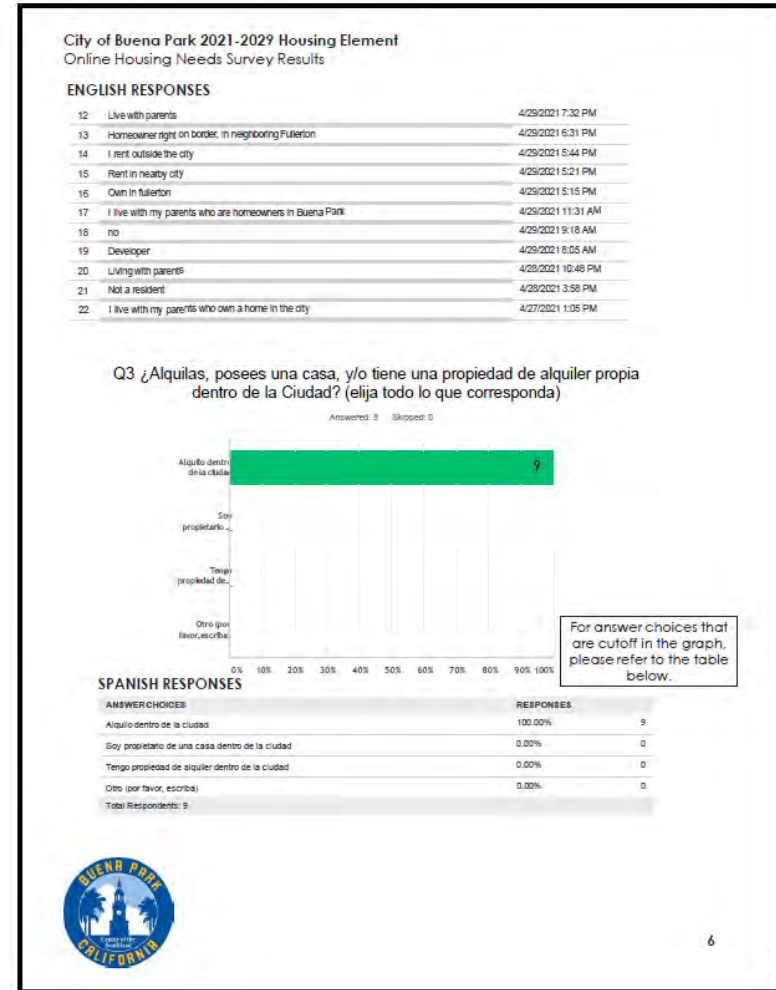 City of Buena Park 2021-2029 Housing Element
Online Housing Needs Survey Results
ENGLISH RESPONSES
12 Live with parents 4/29/2021 7:32 PM
13 Homeowner right on border, in neighboring Fullerton 4/29/2021 6:31 PM
14 I rent outside the city 4/29/2021 5:44 PM
15 Rent in nearby city 4/29/2021 5:21 PM
16 Own in fullerton 4/29/2021 5:15 PM
17 I live with my parents who are homeowners in Buena Park. 4/29/2021 11:31 AM
18 no 4/29/2021 9:18 AM
19 Developer 4/29/2021 8:05 AM
20 Living with parents 4/28/2021 10:48 PM
21 Not a resident 4/28/2021 3:58 PM
22 I live with my parents who own a home in the city 4/27/2021 1:05 PM
Q3 ¿Alquilas, posees una casa, y/o tiene una propiedad de alquiler propia
dentro de la Ciudad? (elija todo lo que corresponda)
Answered: 9 Skipped: 0
Alquilo dentro
de la ciuda
9
Soy
propietario ...
Tengo
propiedad de...
Otro (por
favor, escriba)
0% 10% 20% 30% 40% 50% 60% 70% 80% 90% 100%
For answer choices that
are cutoff in the graph,
please refer to the table
below.
SPANISH RESPONSES
ANSWER CHOICES RESPONSES
Alquilo dentro de la ciudad 100.00% 9
Soy propietario de una casa dentro de la ciudad 0.00% 0
Tengo propiedad de alquiler dentro de la ciudad 0.00% 0
Otro (por favor, escriba) 0.00% 0
Total Respondents: 9
BUENA PARK
Center of the
Southland
CALIFORNIA
6